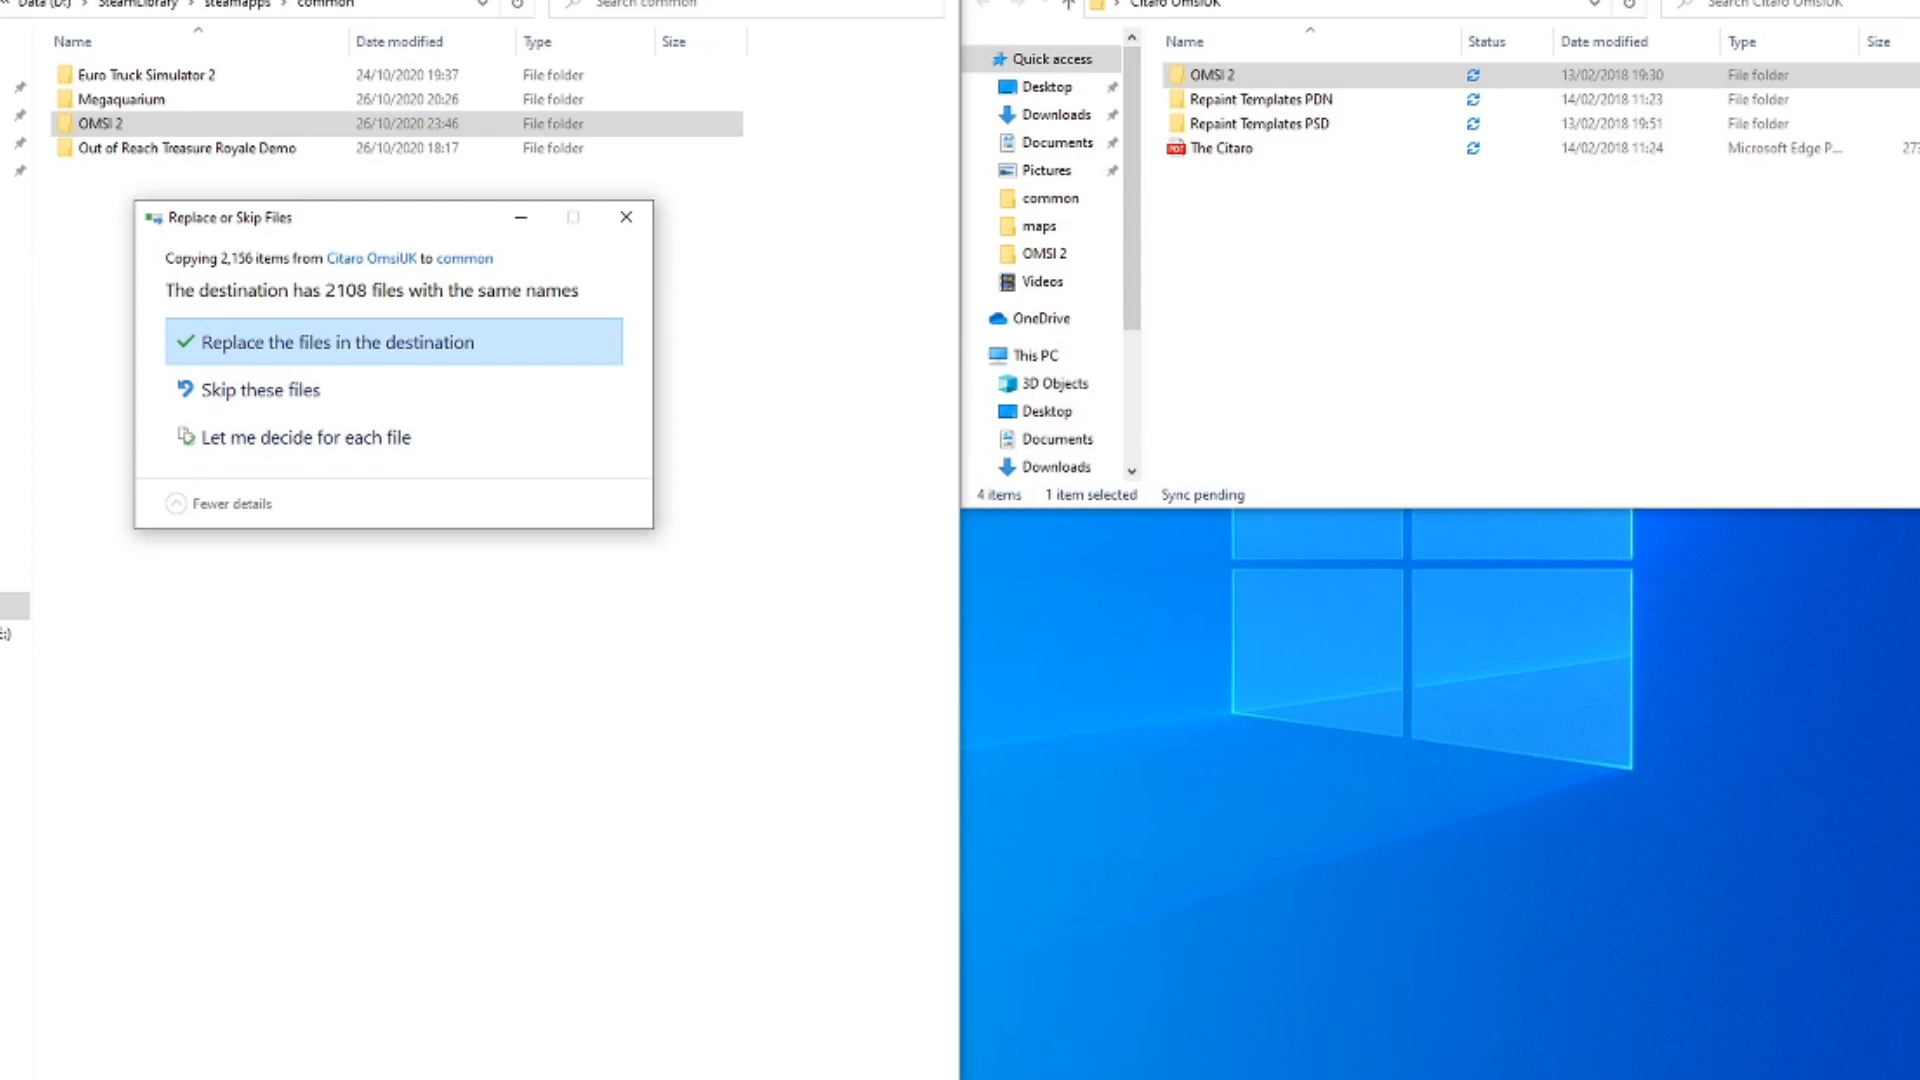 Data (D:) > SteamLibrary > steamapps > common
Search common
Name Date modified Type Size
Euro Truck Simulator 2 24/10/2020 19:37 File folder
Megaquarium 26/10/2020 20:26 File folder
OMSI 2 26/10/2020 23:46 File folder
Out of Reach Treasure Royale Demo 26/10/2020 18:17 File folder
Replace or Skip Files
Copying 2,156 items from Citaro OmsiUK to common
The destination has 2108 files with the same names
Replace the files in the destination
Skip these files
Let me decide for each file
Fewer details
E:)
> Citaro OmsiUK
Search Citaro OmsiUK
Quick access
Desktop
Downloads
Documents
Pictures
common
maps
OMSI 2
Videos
OneDrive
This PC
3D Objects
Desktop
Documents
Downloads
Name Status Date modified Type Size
OMSI 2 13/02/2018 19:30 File folder
Repaint Templates PDN 14/02/2018 11:23 File folder
Repaint Templates PSD 13/02/2018 19:51 File folder
PDF The Citaro 14/02/2018 11:24 Microsoft Edge P... 273
4 items 1 item selected Sync pending